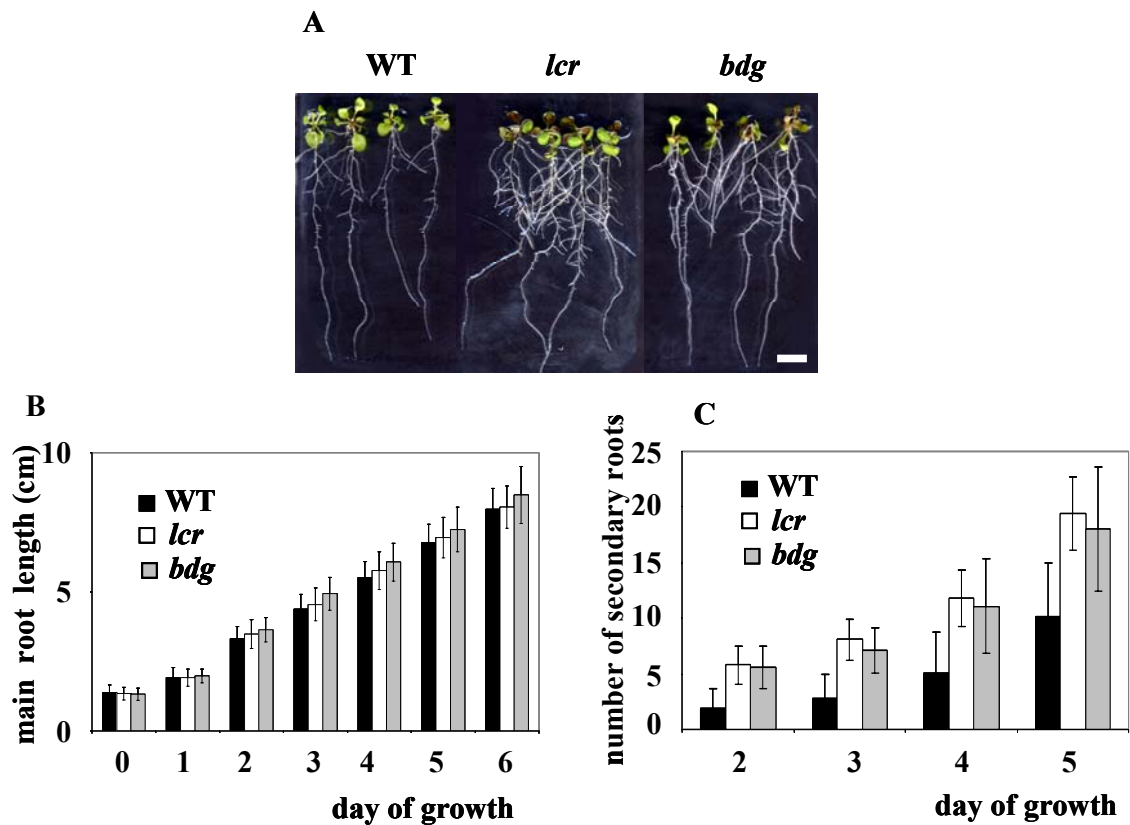 A
WT lcr bdg
B
main root length (cm)
10
5
0
WT
lcr
bdg
0 1 2 3 4 5 6
day of growth
C
number of secondary roots
25
20
15
10
5
0
WT
lcr
bdg
2 3 4 5
day of growth